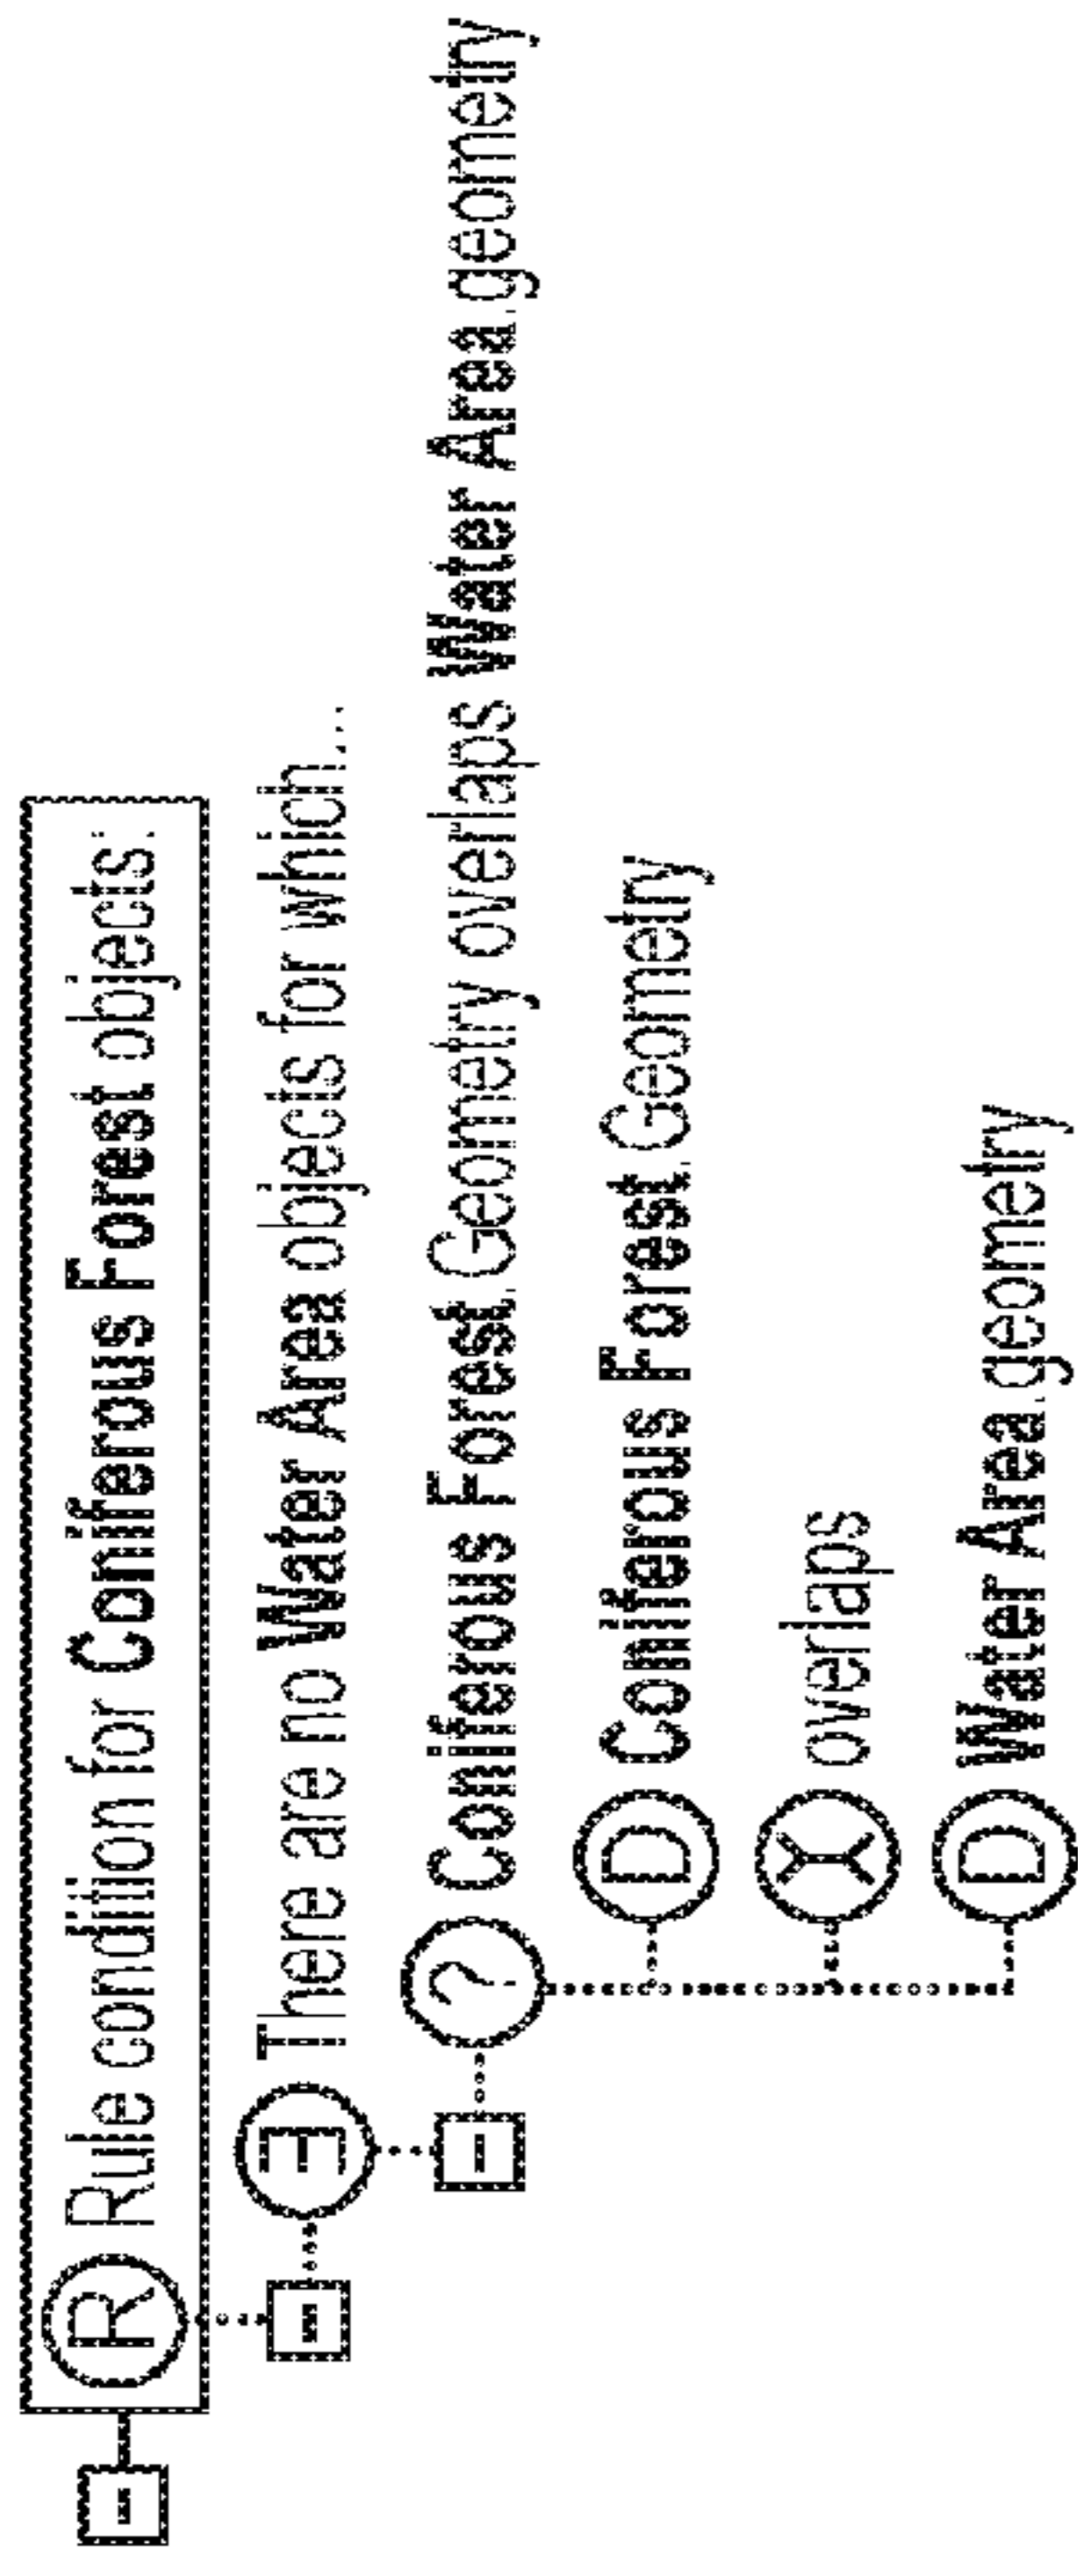 R Rule condition for Coniferous Forest objects:
∃ There are no Water Area objects for which...
? Coniferous Forest.Geometry overlaps Water Area.geometry
D Coniferous Forest.Geometry
Y overlaps
D Water Area.geometry